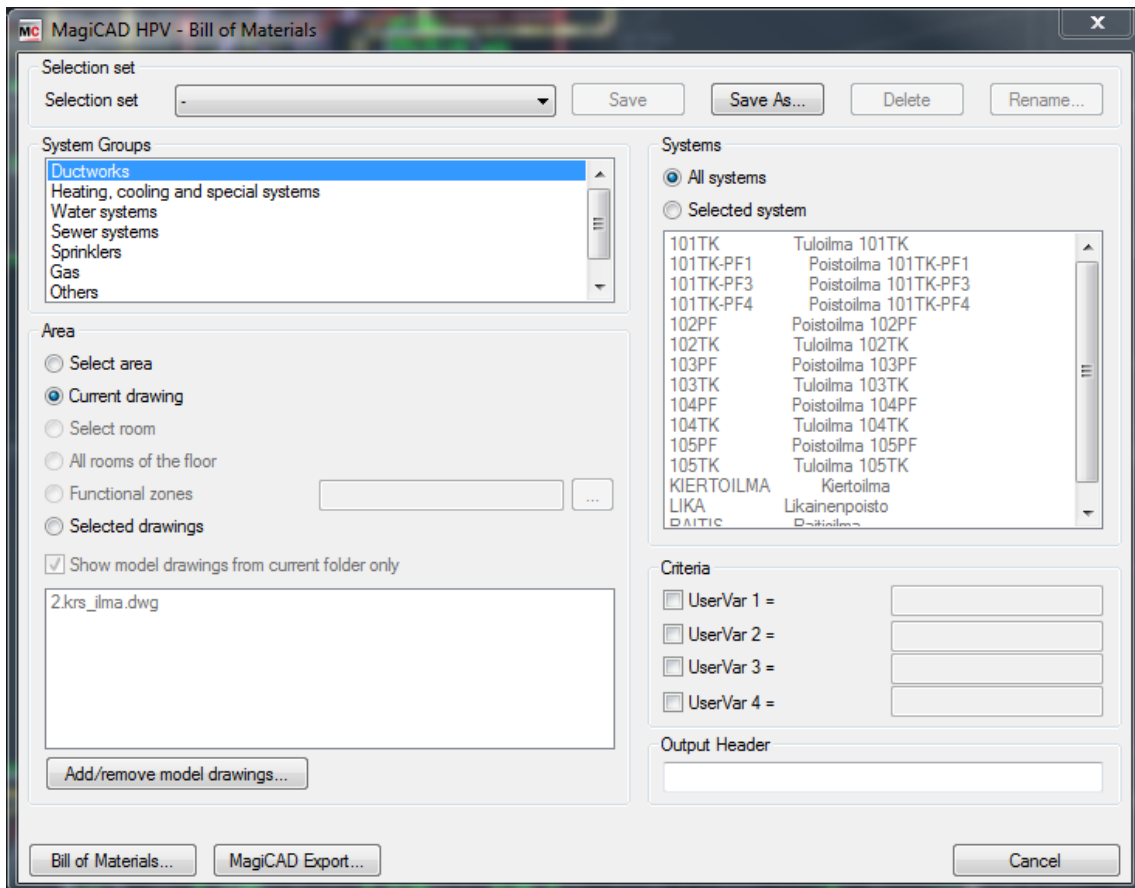 MC MagiCAD HPV - Bill of Materials x
Selection set
Selection set - Save Save As... Delete Rename...
System Groups
Ductworks
Heating, cooling and special systems
Water systems
Sewer systems
Sprinklers
Gas
Others
Area
Select area
Current drawing
Select room
All rooms of the floor
Functional zones ...
Selected drawings
Show model drawings from current folder only
2.krs_ilma.dwg
Add/remove model drawings...
Systems
All systems
Selected system
101TK Tuloilma 101TK
101TK-PF1 Poistoilma 101TK-PF1
101TK-PF3 Poistoilma 101TK-PF3
101TK-PF4 Poistoilma 101TK-PF4
102PF Poistoilma 102PF
102TK Tuloilma 102TK
103PF Poistoilma 103PF
103TK Tuloilma 103TK
104PF Poistoilma 104PF
104TK Tuloilma 104TK
105PF Poistoilma 105PF
105TK Tuloilma 105TK
KIERTOILMA Kiertoilma
LIKA Likainenpoisto
RAITIS Raitisilma
Criteria
UserVar 1 =
UserVar 2 =
UserVar 3 =
UserVar 4 =
Output Header
Bill of Materials... MagiCAD Export... Cancel